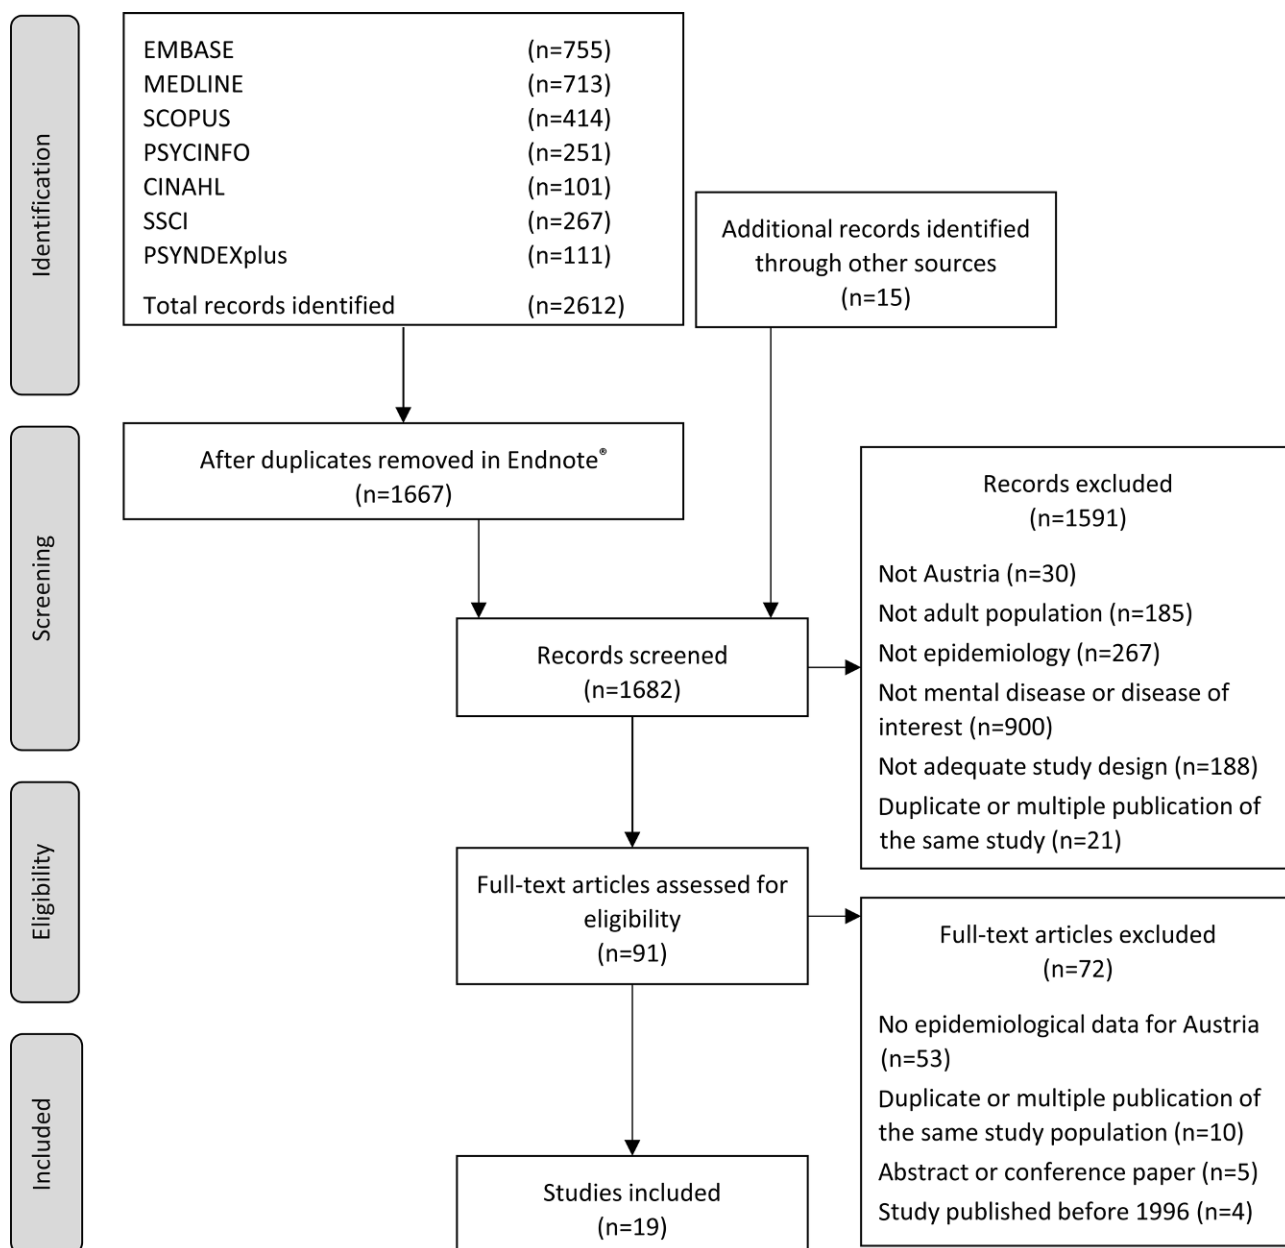 Identification
EMBASE (n=755)
MEDLINE (n=713)
SCOPUS (n=414)
PSYCINFO (n=251)
CINAHL (n=101)
SSCI (n=267)
PSYNDEXplus (n=111)
Total records identified (n=2612)
Additional records identified
through other sources
(n=15)
Screening
After duplicates removed in Endnote®
(n=1667)
Records screened
(n=1682)
Records excluded
(n=1591)
Not Austria (n=30)
Not adult population (n=185)
Not epidemiology (n=267)
Not mental disease or disease of
interest (n=900)
Not adequate study design (n=188)
Duplicate or multiple publication of
the same study (n=21)
Eligibility
Full-text articles assessed for
eligibility
(n=91)
Full-text articles excluded
(n=72)
No epidemiological data for Austria
(n=53)
Duplicate or multiple publication of
the same study population (n=10)
Abstract or conference paper (n=5)
Study published before 1996 (n=4)
Included
Studies included
(n=19)